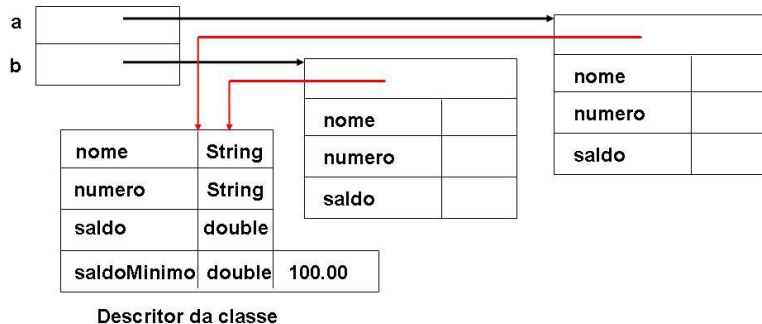 a
b
nome
numero
saldo
nome
numero
saldo
nome String
numero String
saldo double
saldoMinimo double 100.00
Descritor da classe